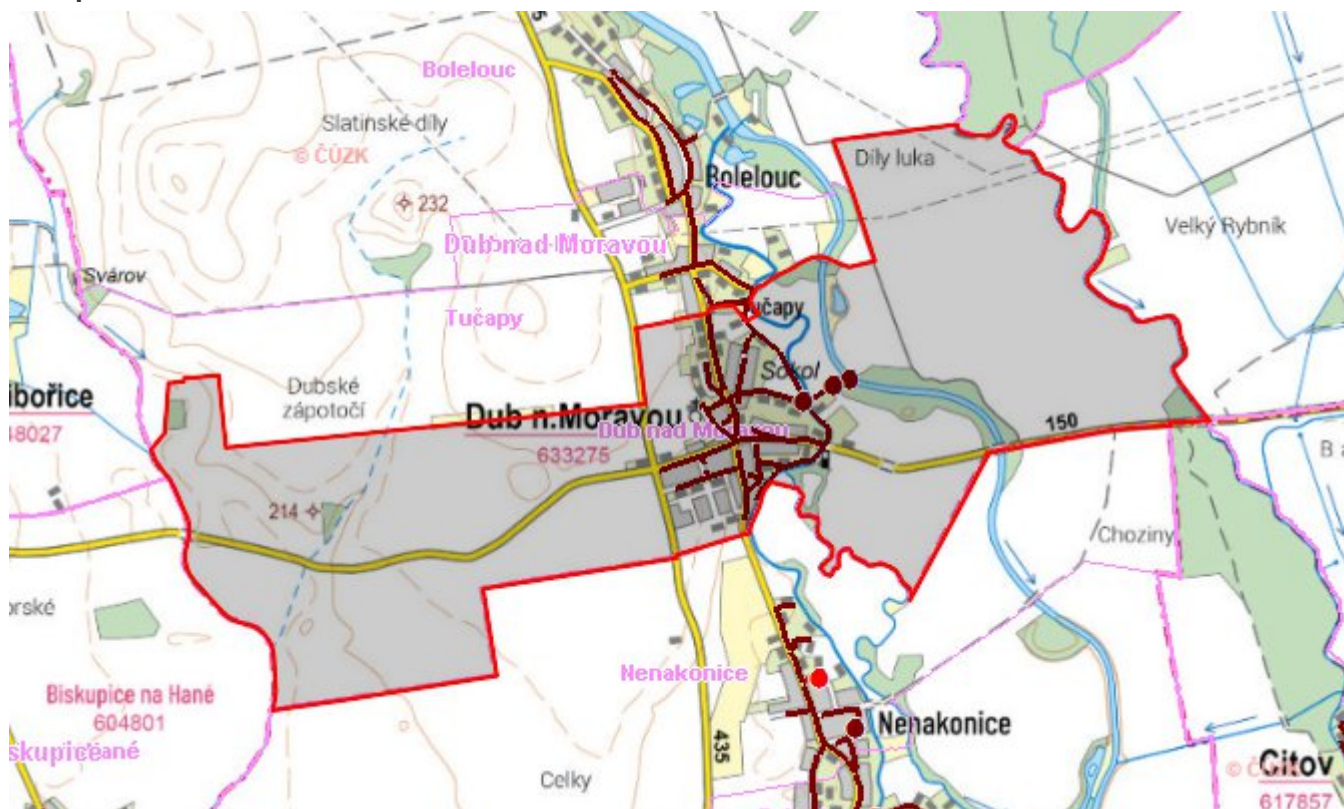 Bolelouc
Slatinské díly
© ČÚZK
Díly luka
232
Bolelouc
Velký Rybník
Dub nad Moravou
Svárov
Tučapy
Tučapy
Sokol
Dubské
zápotočí
Dub n.Moravou
Dub nad Moravou
633275
150
214
Choziny
Nenakonice
Biskupice na Hané
604801
Nenakonice
435
Celky
Citov
617857